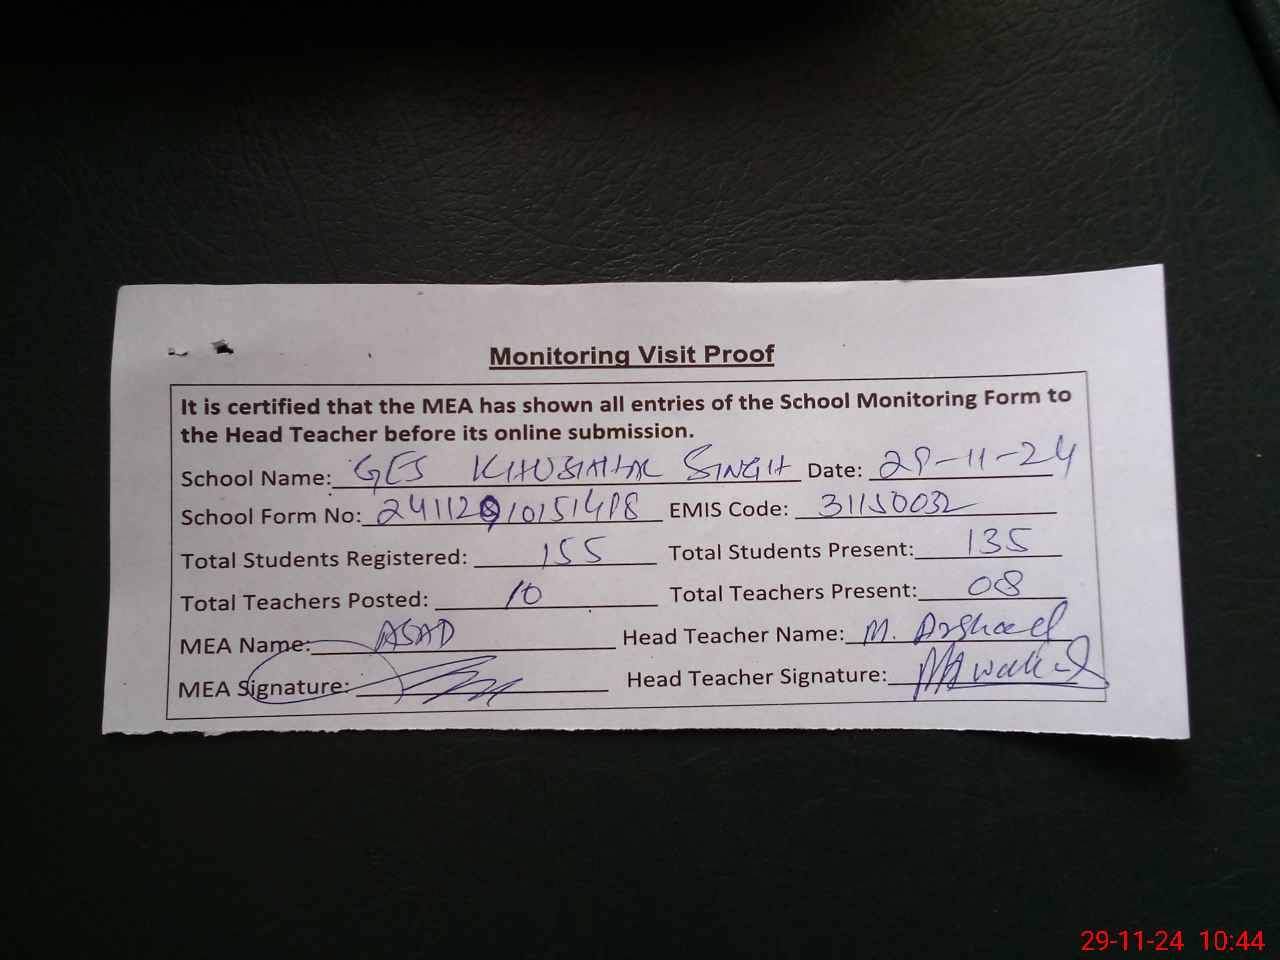 Monitoring Visit Proof
It is certified that the MEA has shown all entries of the School Monitoring Form to
the Head Teacher before its online submission.
School Name: GES SINGH Date: 29-11-24
School Form No: EMIS Code: 31150032
Total Students Registered: 155 Total Students Present: 135
Total Teachers Posted: 10 Total Teachers Present: 08
MEA Name: ASAD Head Teacher Name: M. Arshad
MEA Signature: Head Teacher Signature:
29-11-24 10:44